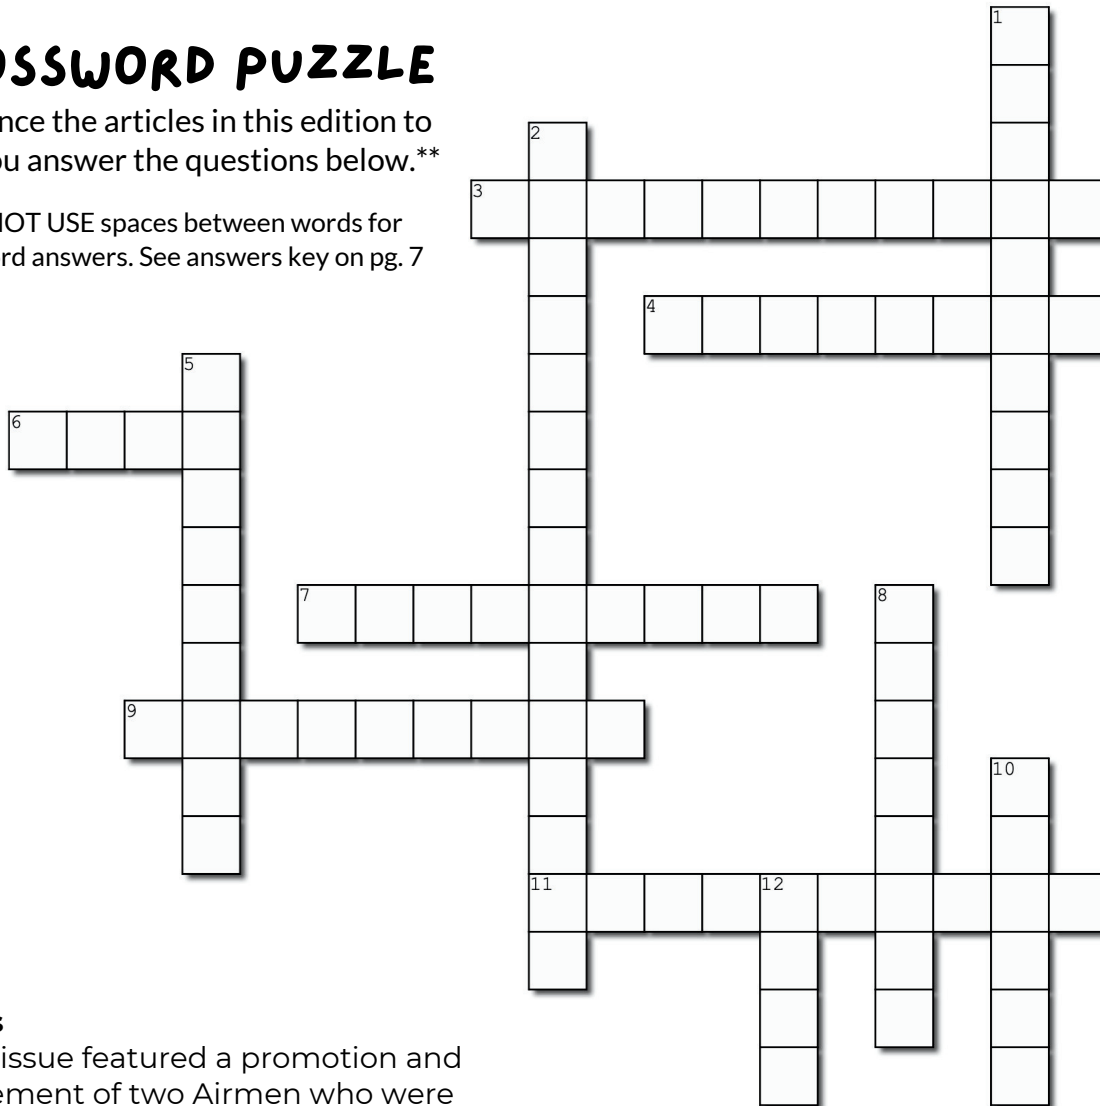 OSSWORD PUZZLE
nce the articles in this edition to
ou answer the questions below.**
NOT USE spaces between words for
rd answers. See answers key on pg. 7
1
2
3
4
5
6
7
8
9
10
11 12
s
issue featured a promotion and
ement of two Airmen who were